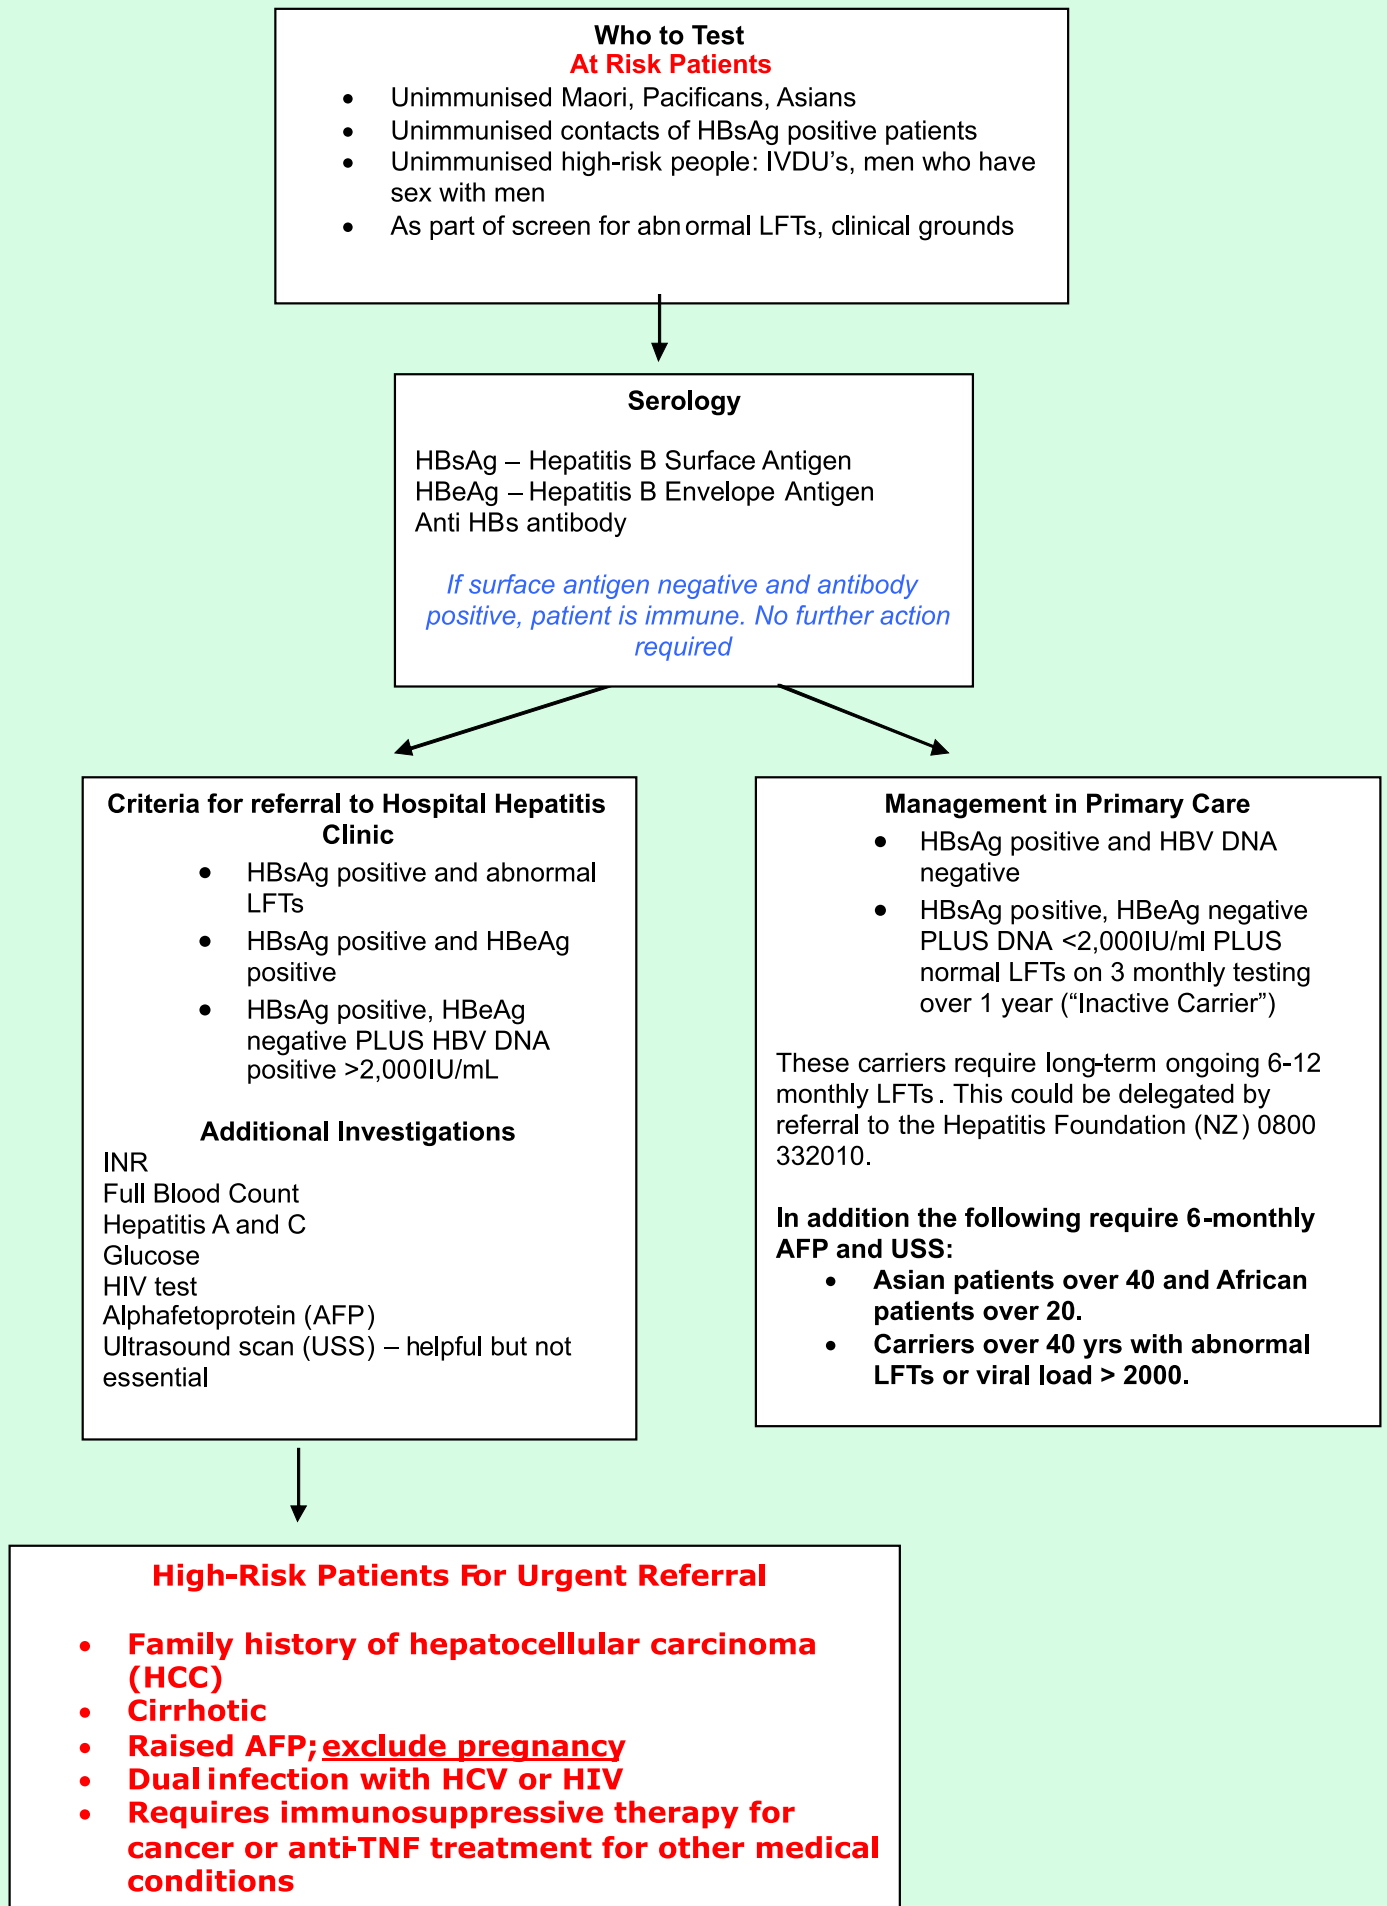 Who to Test
At Risk Patients
• Unimmunised Maori, Pacificans, Asians
• Unimmunised contacts of HBsAg positive patients
• Unimmunised high-risk people: IVDU's, men who have
sex with men
• As part of screen for abnormal LFTs, clinical grounds
Serology
HBsAg – Hepatitis B Surface Antigen
HBeAg – Hepatitis B Envelope Antigen
Anti HBs antibody
If surface antigen negative and antibody
positive, patient is immune. No further action
required
Criteria for referral to Hospital Hepatitis
Clinic
• HBsAg positive and abnormal
LFTs
• HBsAg positive and HBeAg
positive
• HBsAg positive, HBeAg
negative PLUS HBV DNA
positive >2,000IU/mL
Additional Investigations
INR
Full Blood Count
Hepatitis A and C
Glucose
HIV test
Alphafetoprotein (AFP)
Ultrasound scan (USS) – helpful but not
essential
Management in Primary Care
• HBsAg positive and HBV DNA
negative
• HBsAg positive, HBeAg negative
PLUS DNA <2,000IU/ml PLUS
normal LFTs on 3 monthly testing
over 1 year (“Inactive Carrier”)
These carriers require long-term ongoing 6-12
monthly LFTs. This could be delegated by
referral to the Hepatitis Foundation (NZ) 0800
332010.
In addition the following require 6-monthly
AFP and USS:
• Asian patients over 40 and African
patients over 20.
• Carriers over 40 yrs with abnormal
LFTs or viral load > 2000.
High-Risk Patients For Urgent Referral
• Family history of hepatocellular carcinoma
(HCC)
• Cirrhotic
• Raised AFP; exclude pregnancy
• Dual infection with HCV or HIV
• Requires immunosuppressive therapy for
cancer or anti-TNF treatment for other medical
conditions